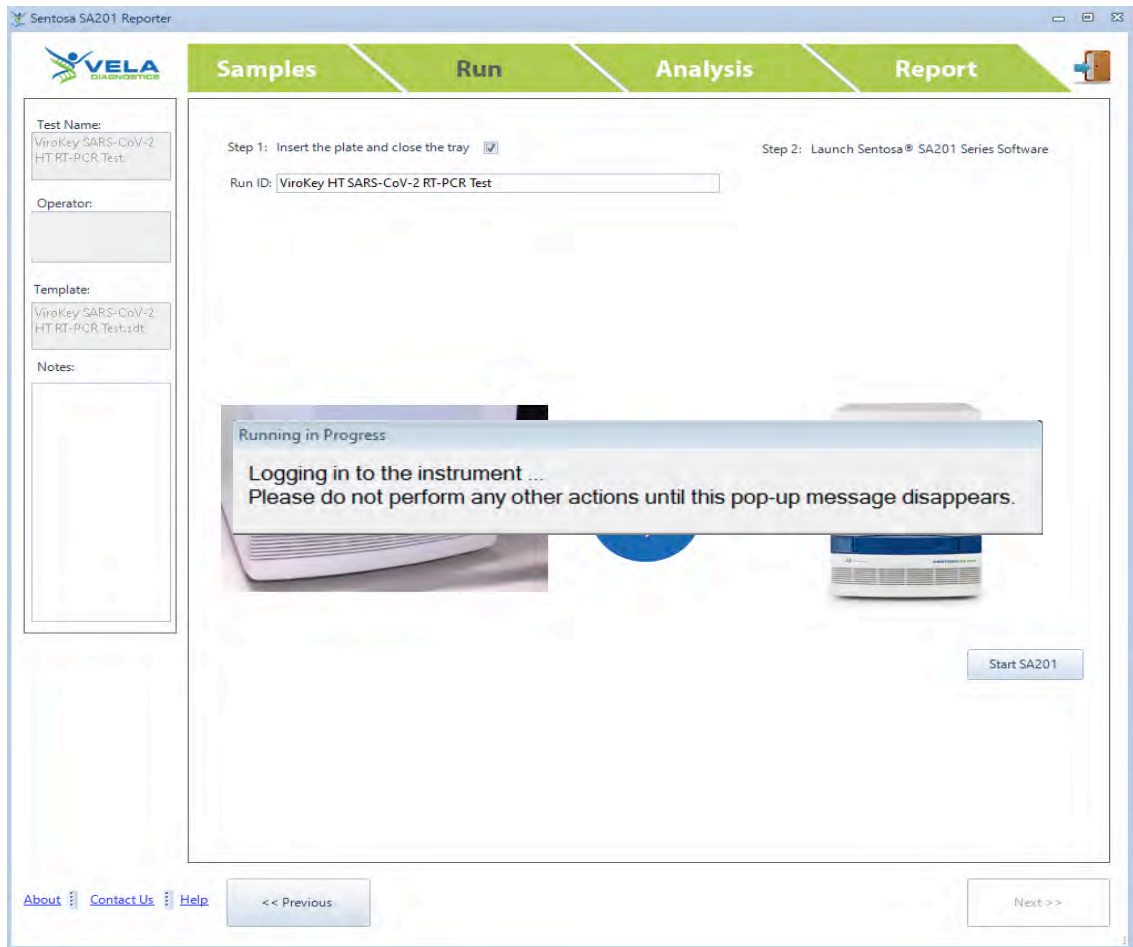 Sentosa SA201 Reporter
VELA
DIAGNOSTICS
Samples
Run
Analysis
Report
Test Name:
ViroKey SARS-CoV-2
HT RT-PCR Test
Operator:
Template:
ViroKey SARS-CoV-2
HT RT-PCR Test.sdt
Notes:
Step 1: Insert the plate and close the tray
Step 2: Launch Sentosa® SA201 Series Software
Run ID: ViroKey HT SARS-CoV-2 RT-PCR Test
Running in Progress
Logging in to the instrument ...
Please do not perform any other actions until this pop-up message disappears.
Start SA201
About
Contact Us
Help
<< Previous
Next >>